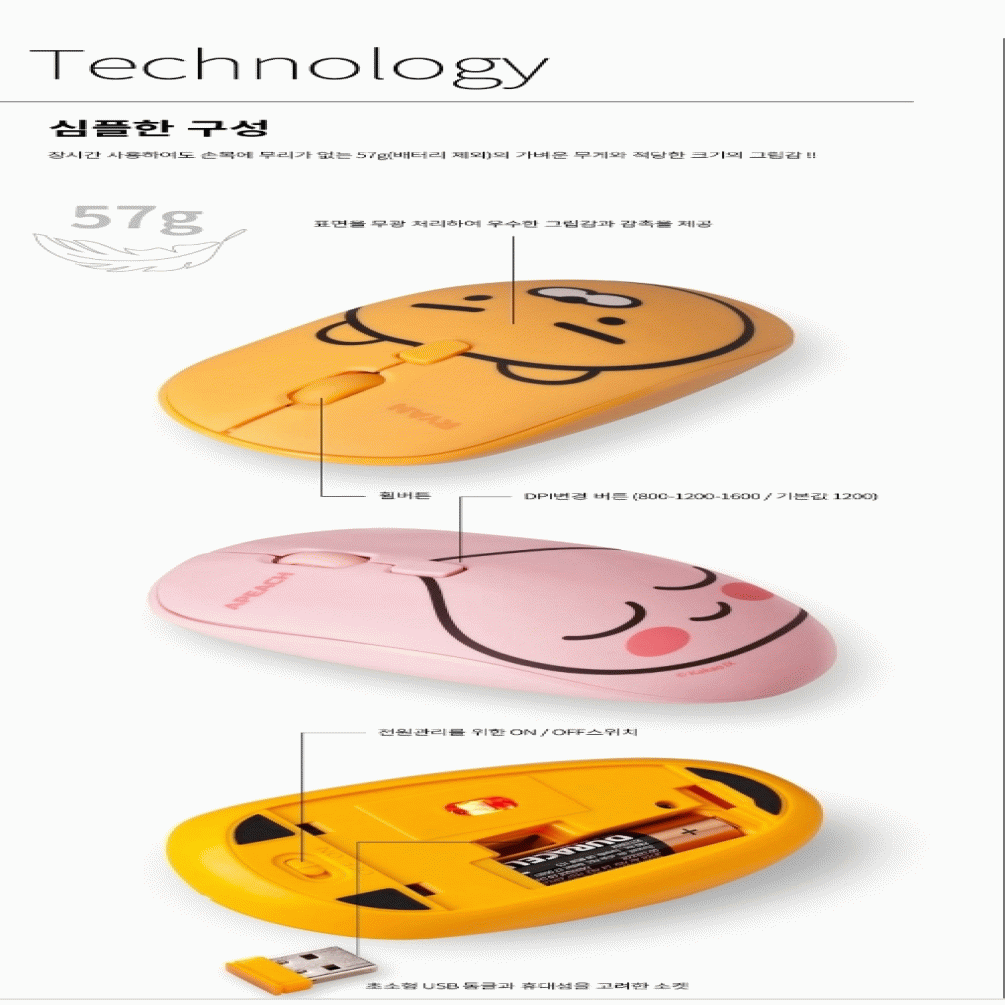 Technology
심플한 구성
장시간 사용하여도 손목에 무리가 없는 57g(배터리 제외)의 가벼운 무게와 적당한 크기의 그립감 !!
57g
표면을 무광 처리하여 우수한 그립감과 감촉을 제공
RYAN
휠버튼
DPI변경 버튼 (800-1200-1600 / 기본값 1200)
APEACH
전원관리를 위한 ON / OFF스위치
DURACELL
초소형 USB 동글과 휴대성을 고려한 소켓